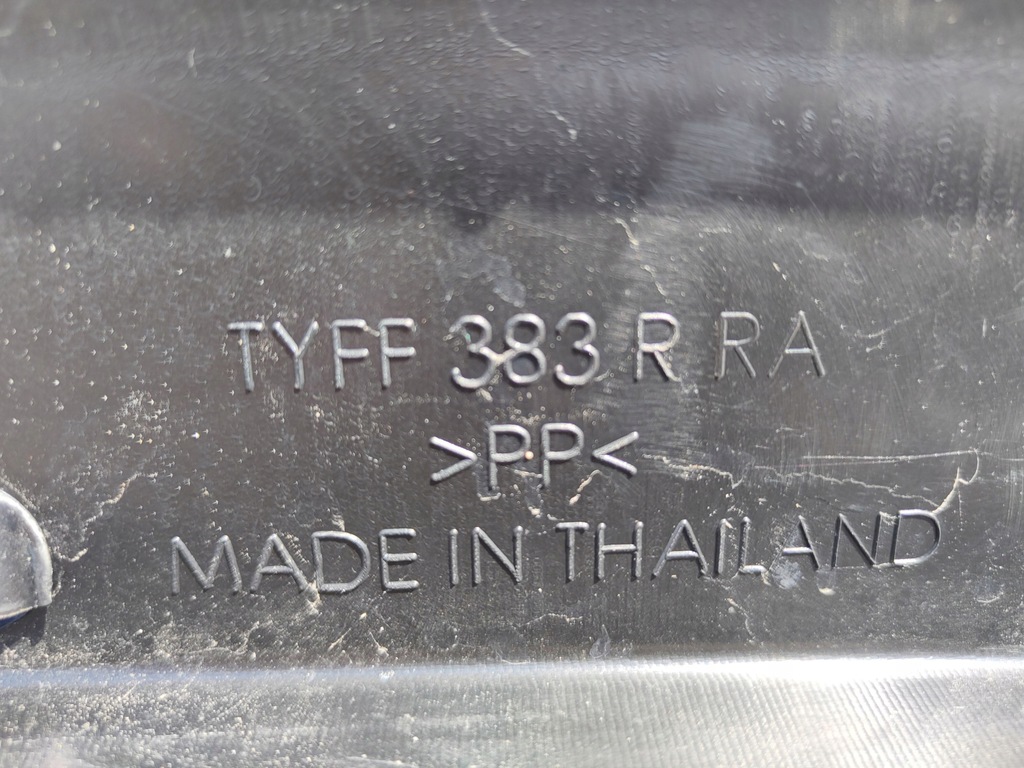 TYFF 383 R RA
>PP<
MADE IN THAILAND